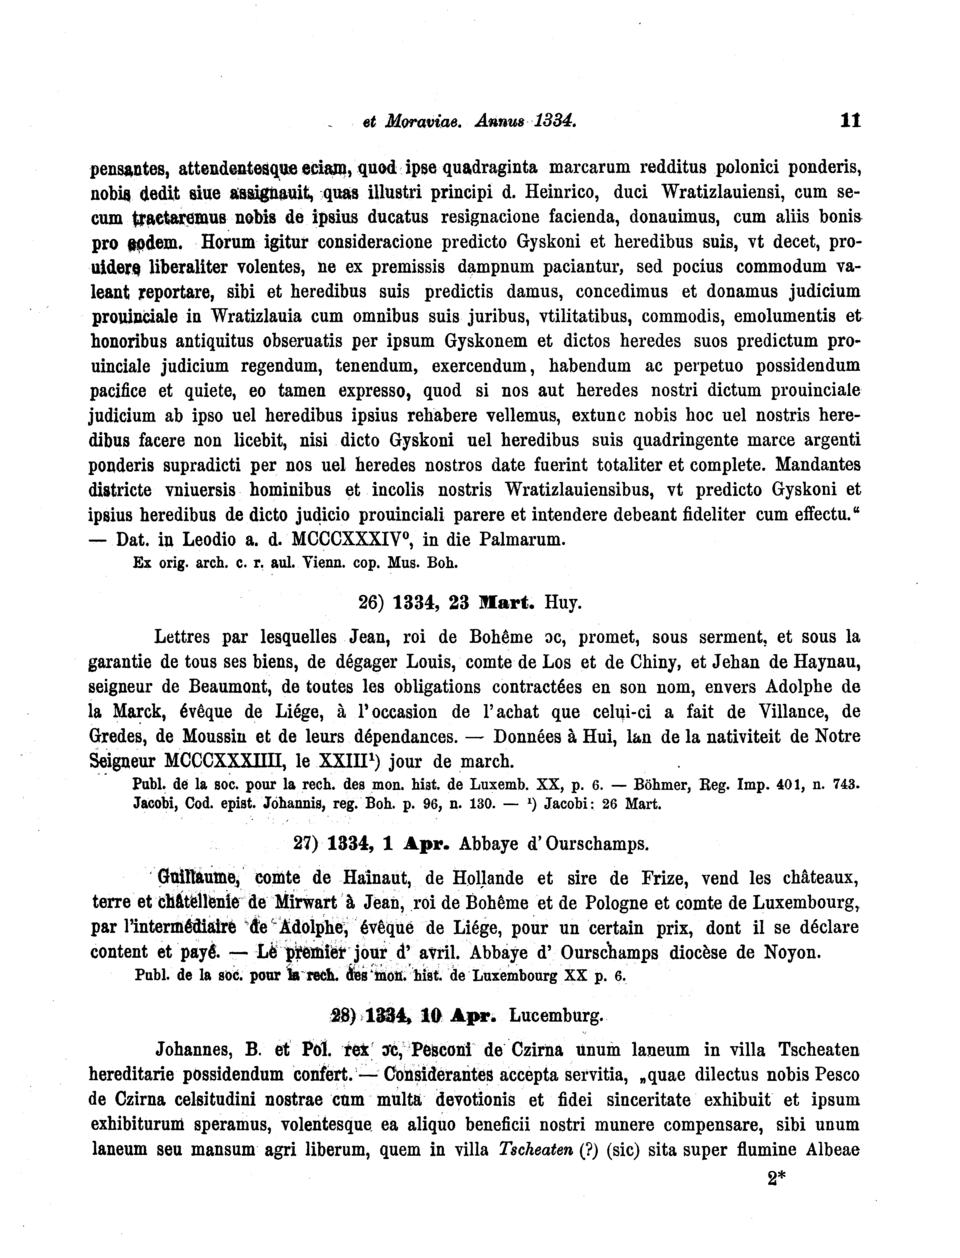 et Moraviae. Annus 1334. 11
pensantes, attendentesque eciam, quod ipse quadraginta marcarum redditus polonici ponderis,
nobis dedit siue assignauit, quas illustri principi d. Heinrico, duci Wratizlauiensi, cum se-
cum tractaremus nobis de ipsius ducatus resignacione facienda, donauimus, cum aliis bonis
pro eodem. Horum igitur consideracione predicto Gyskoni et heredibus suis, vt decet, pro-
uidere liberaliter volentes, ne ex premissis dampnum paciantur, sed pocius commodum va-
leant reportare, sibi et heredibus suis predictis damus, concedimus et donamus judicium
prouinciale in Wratizlauia cum omnibus suis juribus, vtilitatibus, commodis, emolumentis et
honoribus antiquitus obseruatis per ipsum Gyskonem et dictos heredes suos predictum pro-
uinciale judicium regendum, tenendum, exercendum, habendum ac perpetuo possidendum
pacifice et quiete, eo tamen expresso, quod si nos aut heredes nostri dictum prouinciale
judicium ab ipso uel heredibus ipsius rehabere vellemus, extunc nobis hoc uel nostris here-
dibus facere non licebit, nisi dicto Gyskoni uel heredibus suis quadringente marce argenti
ponderis supradicti per nos uel heredes nostros date fuerint totaliter et complete. Mandantes
districte vniuersis hominibus et incolis nostris Wratizlauiensibus, vt predicto Gyskoni et
ipsius heredibus de dicto judicio prouinciali parere et intendere debeant fideliter cum effectu.“
— Dat. in Leodio a. d. MCCCXXXIV⁰, in die Palmarum.
Ex orig. arch. c. r. aul. Vienn. cop. Mus. Boh.
26) 1334, 23 Mart. Huy.
Lettres par lesquelles Jean, roi de Bohême ɔc, promet, sous serment, et sous la
garantie de tous ses biens, de dégager Louis, comte de Los et de Chiny, et Jehan de Haynau,
seigneur de Beaumont, de toutes les obligations contractées en son nom, envers Adolphe de
la Marck, évêque de Liége, à l'occasion de l'achat que celui-ci a fait de Villance, de
Gredes, de Moussin et de leurs dépendances. — Données à Hui, lan de la nativiteit de Notre
Seigneur MCCCXXXIIII, le XXIII¹) jour de march.
Publ. de la soc. pour la rech. des mon. hist. de Luxemb. XX, p. 6. — Böhmer, Reg. Imp. 401, n. 743.
Jacobi, Cod. epist. Johannis, reg. Boh. p. 96, n. 130. — ¹) Jacobi: 26 Mart.
27) 1334, 1 Apr. Abbaye d'Ourschamps.
Guillaume, comte de Hainaut, de Hollande et sire de Frize, vend les châteaux,
terre et châtellenie de Mirwart à Jean, roi de Bohême et de Pologne et comte de Luxembourg,
par l'intermédiaire de Adolphe, évêque de Liége, pour un certain prix, dont il se déclare
content et payé. — Le premier jour d' avril. Abbaye d' Ourschamps diocèse de Noyon.
Publ. de la soc. pour la rech. des mon. hist. de Luxembourg XX p. 6.
28) 1334, 10 Apr. Lucemburg.
Johannes, B. et Pol. rex ɔc, Pesconi de Czirna unum laneum in villa Tscheaten
hereditarie possidendum confert. — Considerantes accepta servitia, „quae dilectus nobis Pesco
de Czirna celsitudini nostrae cum multa devotionis et fidei sinceritate exhibuit et ipsum
exhibiturum speramus, volentesque ea aliquo beneficii nostri munere compensare, sibi unum
laneum seu mansum agri liberum, quem in villa Tscheaten (?) (sic) sita super flumine Albeae
2*